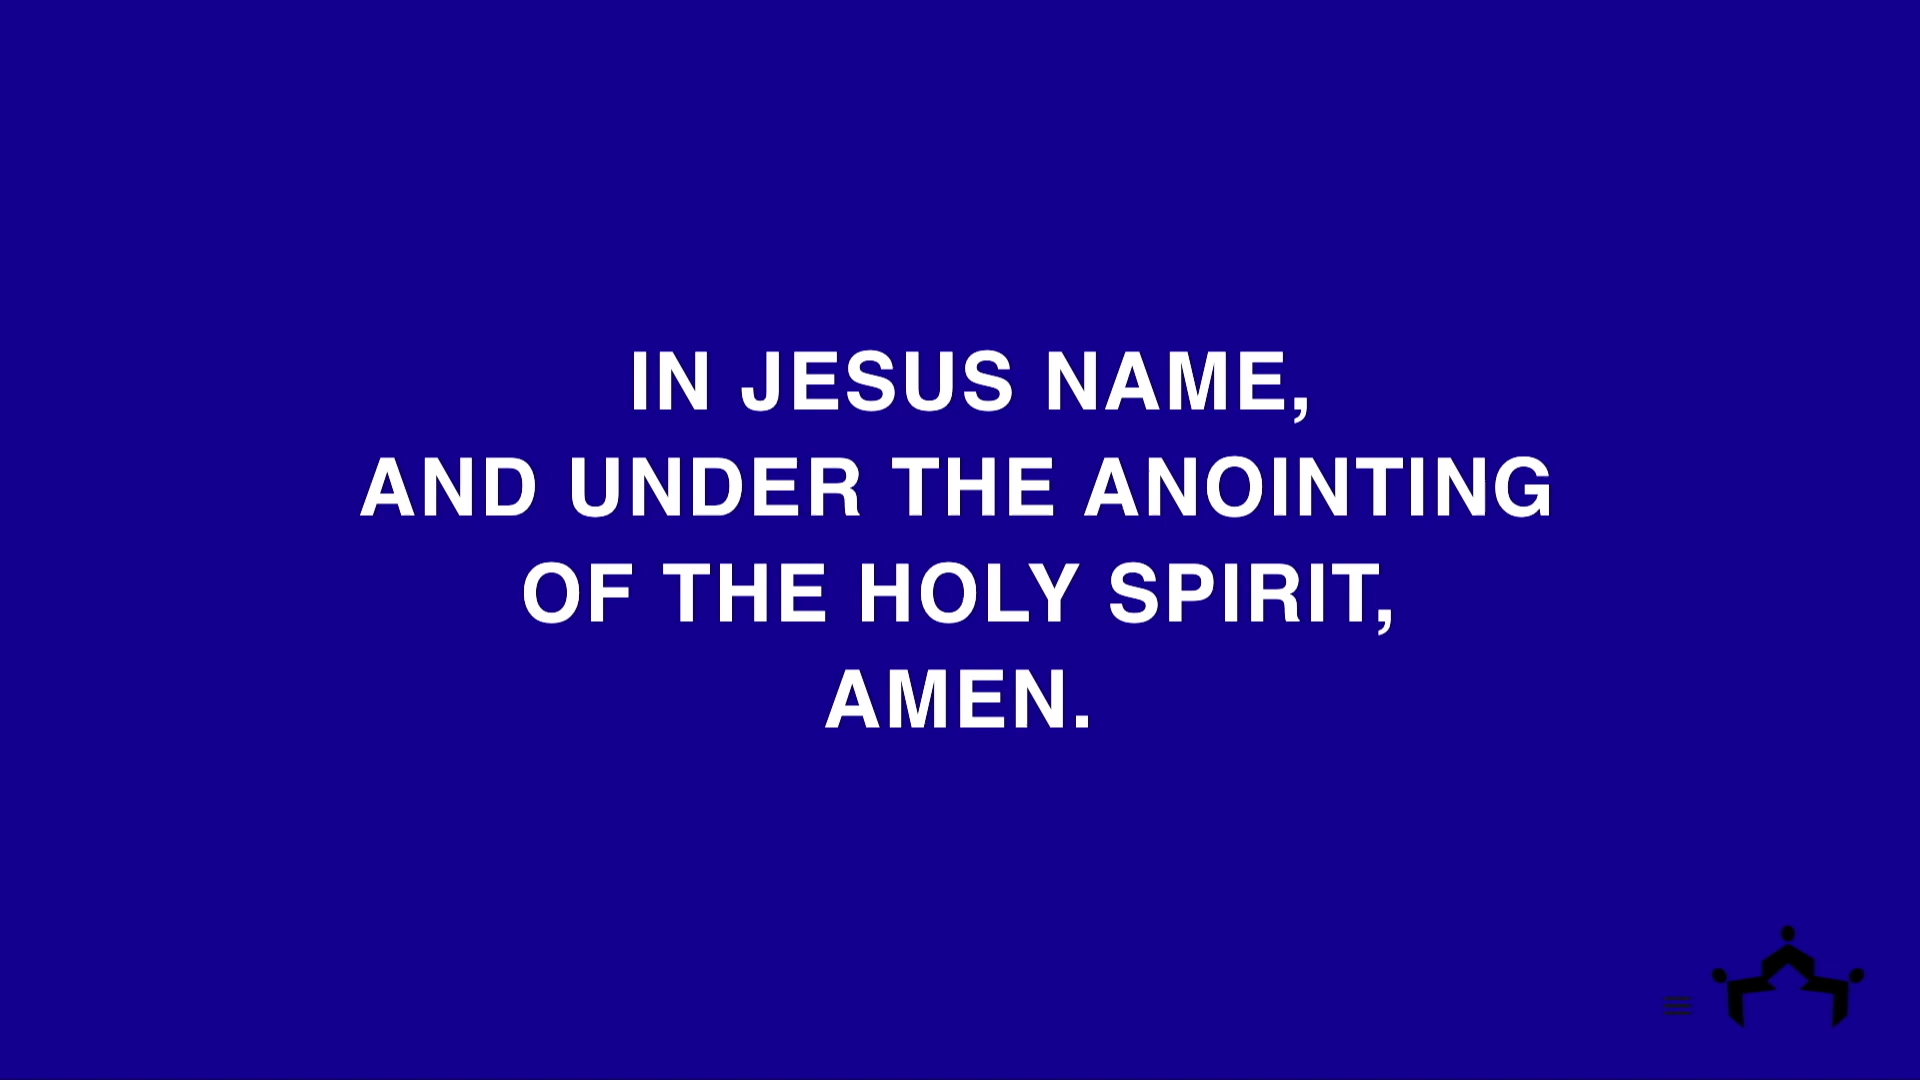 IN JESUS NAME,
AND UNDER THE ANOINTING
OF THE HOLY SPIRIT,
AMEN.